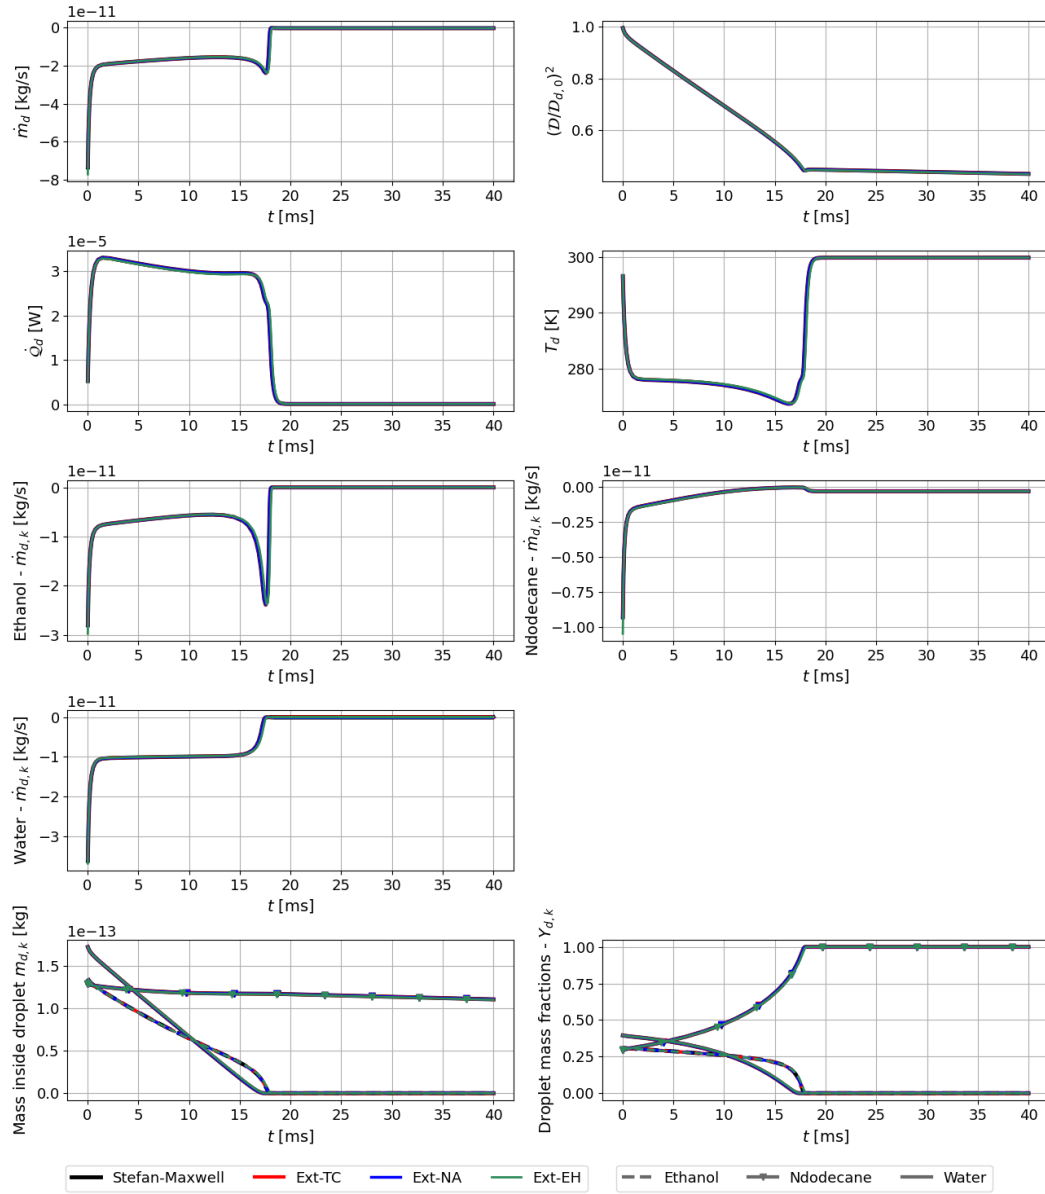 1e−11
0
−2
−4
−6
−8
ṁ_d [kg/s]
0 5 10 15 20 25 30 35 40
t [ms]
1.0
0.8
0.6
(D/D_{d,0})^2
0 5 10 15 20 25 30 35 40
t [ms]
1e−5
3
2
1
0
Q̇_d [W]
0 5 10 15 20 25 30 35 40
t [ms]
300
290
280
T_d [K]
0 5 10 15 20 25 30 35 40
t [ms]
1e−11
0
−1
−2
−3
Ethanol - ṁ_{d,k} [kg/s]
0 5 10 15 20 25 30 35 40
t [ms]
1e−11
0.00
−0.25
−0.50
−0.75
−1.00
Ndodecane - ṁ_{d,k} [kg/s]
0 5 10 15 20 25 30 35 40
t [ms]
1e−11
0
−1
−2
−3
Water - ṁ_{d,k} [kg/s]
0 5 10 15 20 25 30 35 40
t [ms]
1e−13
1.5
1.0
0.5
0.0
Mass inside droplet m_{d,k} [kg]
0 5 10 15 20 25 30 35 40
t [ms]
1.00
0.75
0.50
0.25
0.00
Droplet mass fractions - Y_{d,k}
0 5 10 15 20 25 30 35 40
t [ms]
Stefan-Maxwell Ext-TC Ext-NA Ext-EH
Ethanol Ndodecane Water